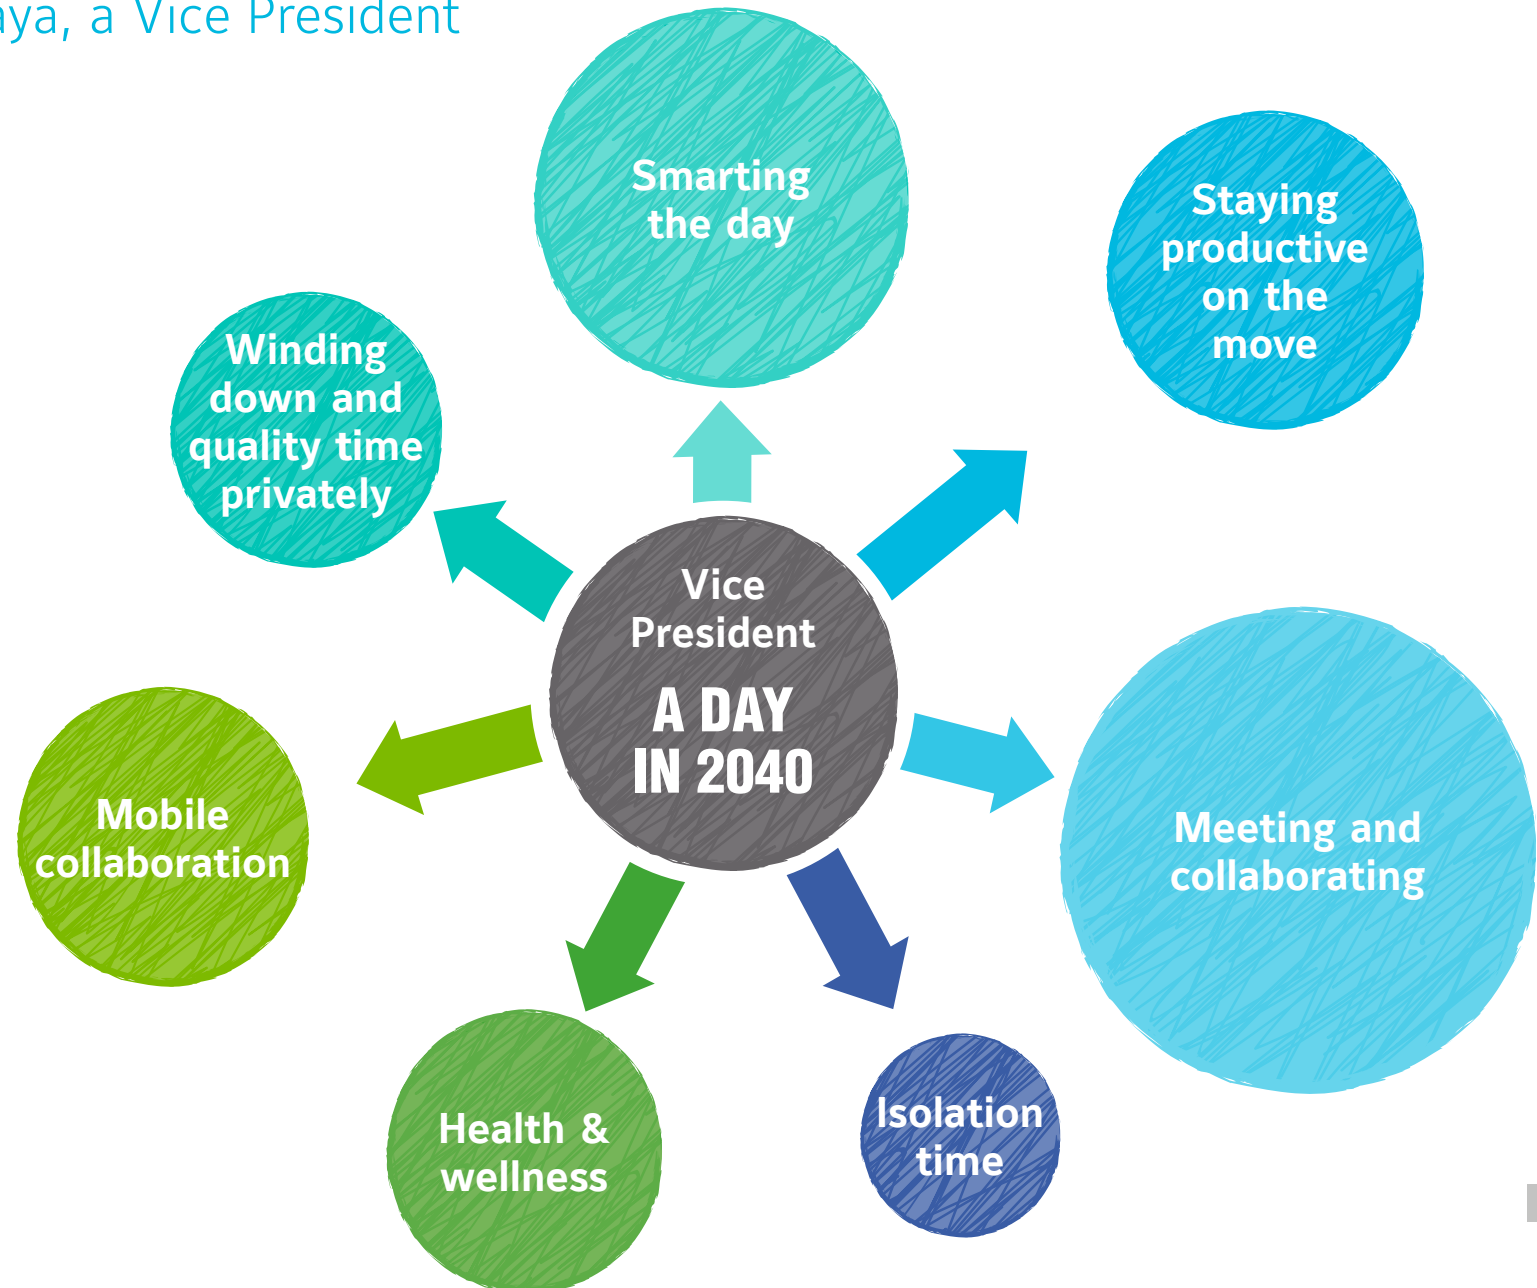 aya, a Vice President
Smarting
the day
Staying
productive
on the
move
Winding
down and
quality time
privately
Vice
President
A DAY
IN 2040
Mobile
collaboration
Meeting and
collaborating
Health &
wellness
Isolation
time